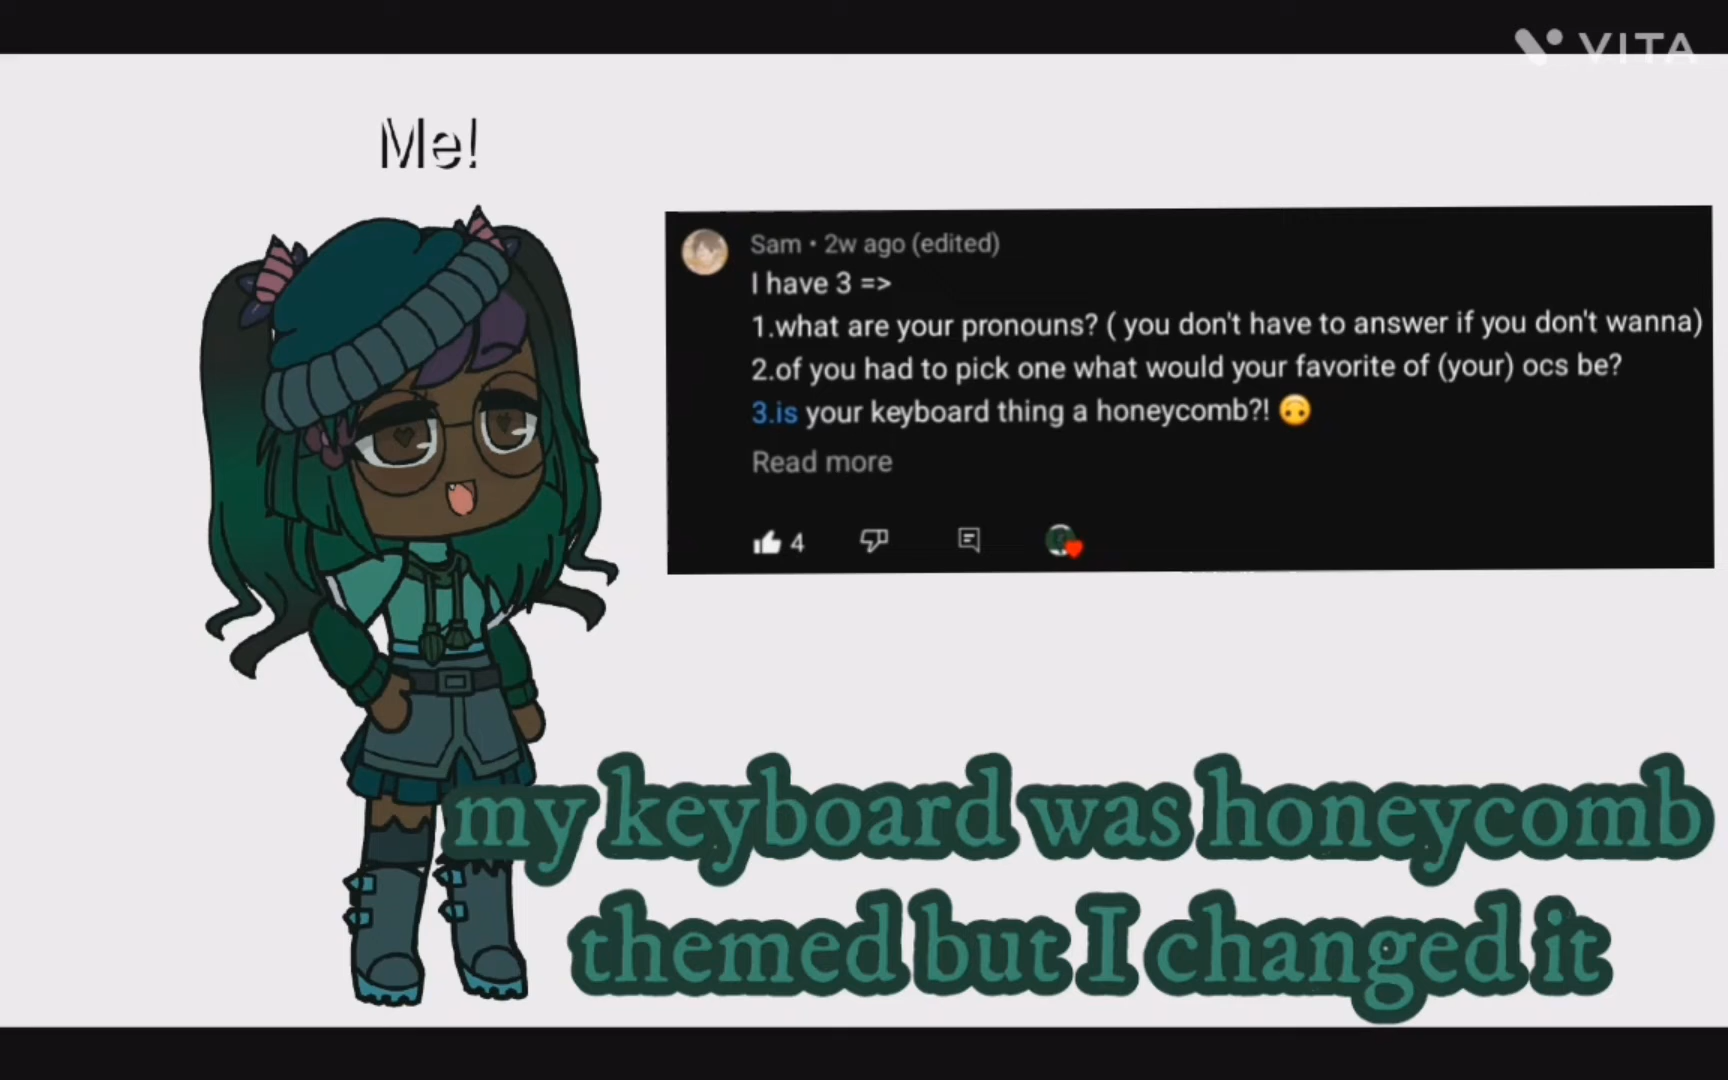 VITA
Me!
Sam • 2w ago (edited)
I have 3 =>
1.what are your pronouns? ( you don't have to answer if you don't wanna)
2.of you had to pick one what would your favorite of (your) ocs be?
3.is your keyboard thing a honeycomb?! 🙃
Read more
4
my keyboard was honeycomb
themed but I changed it